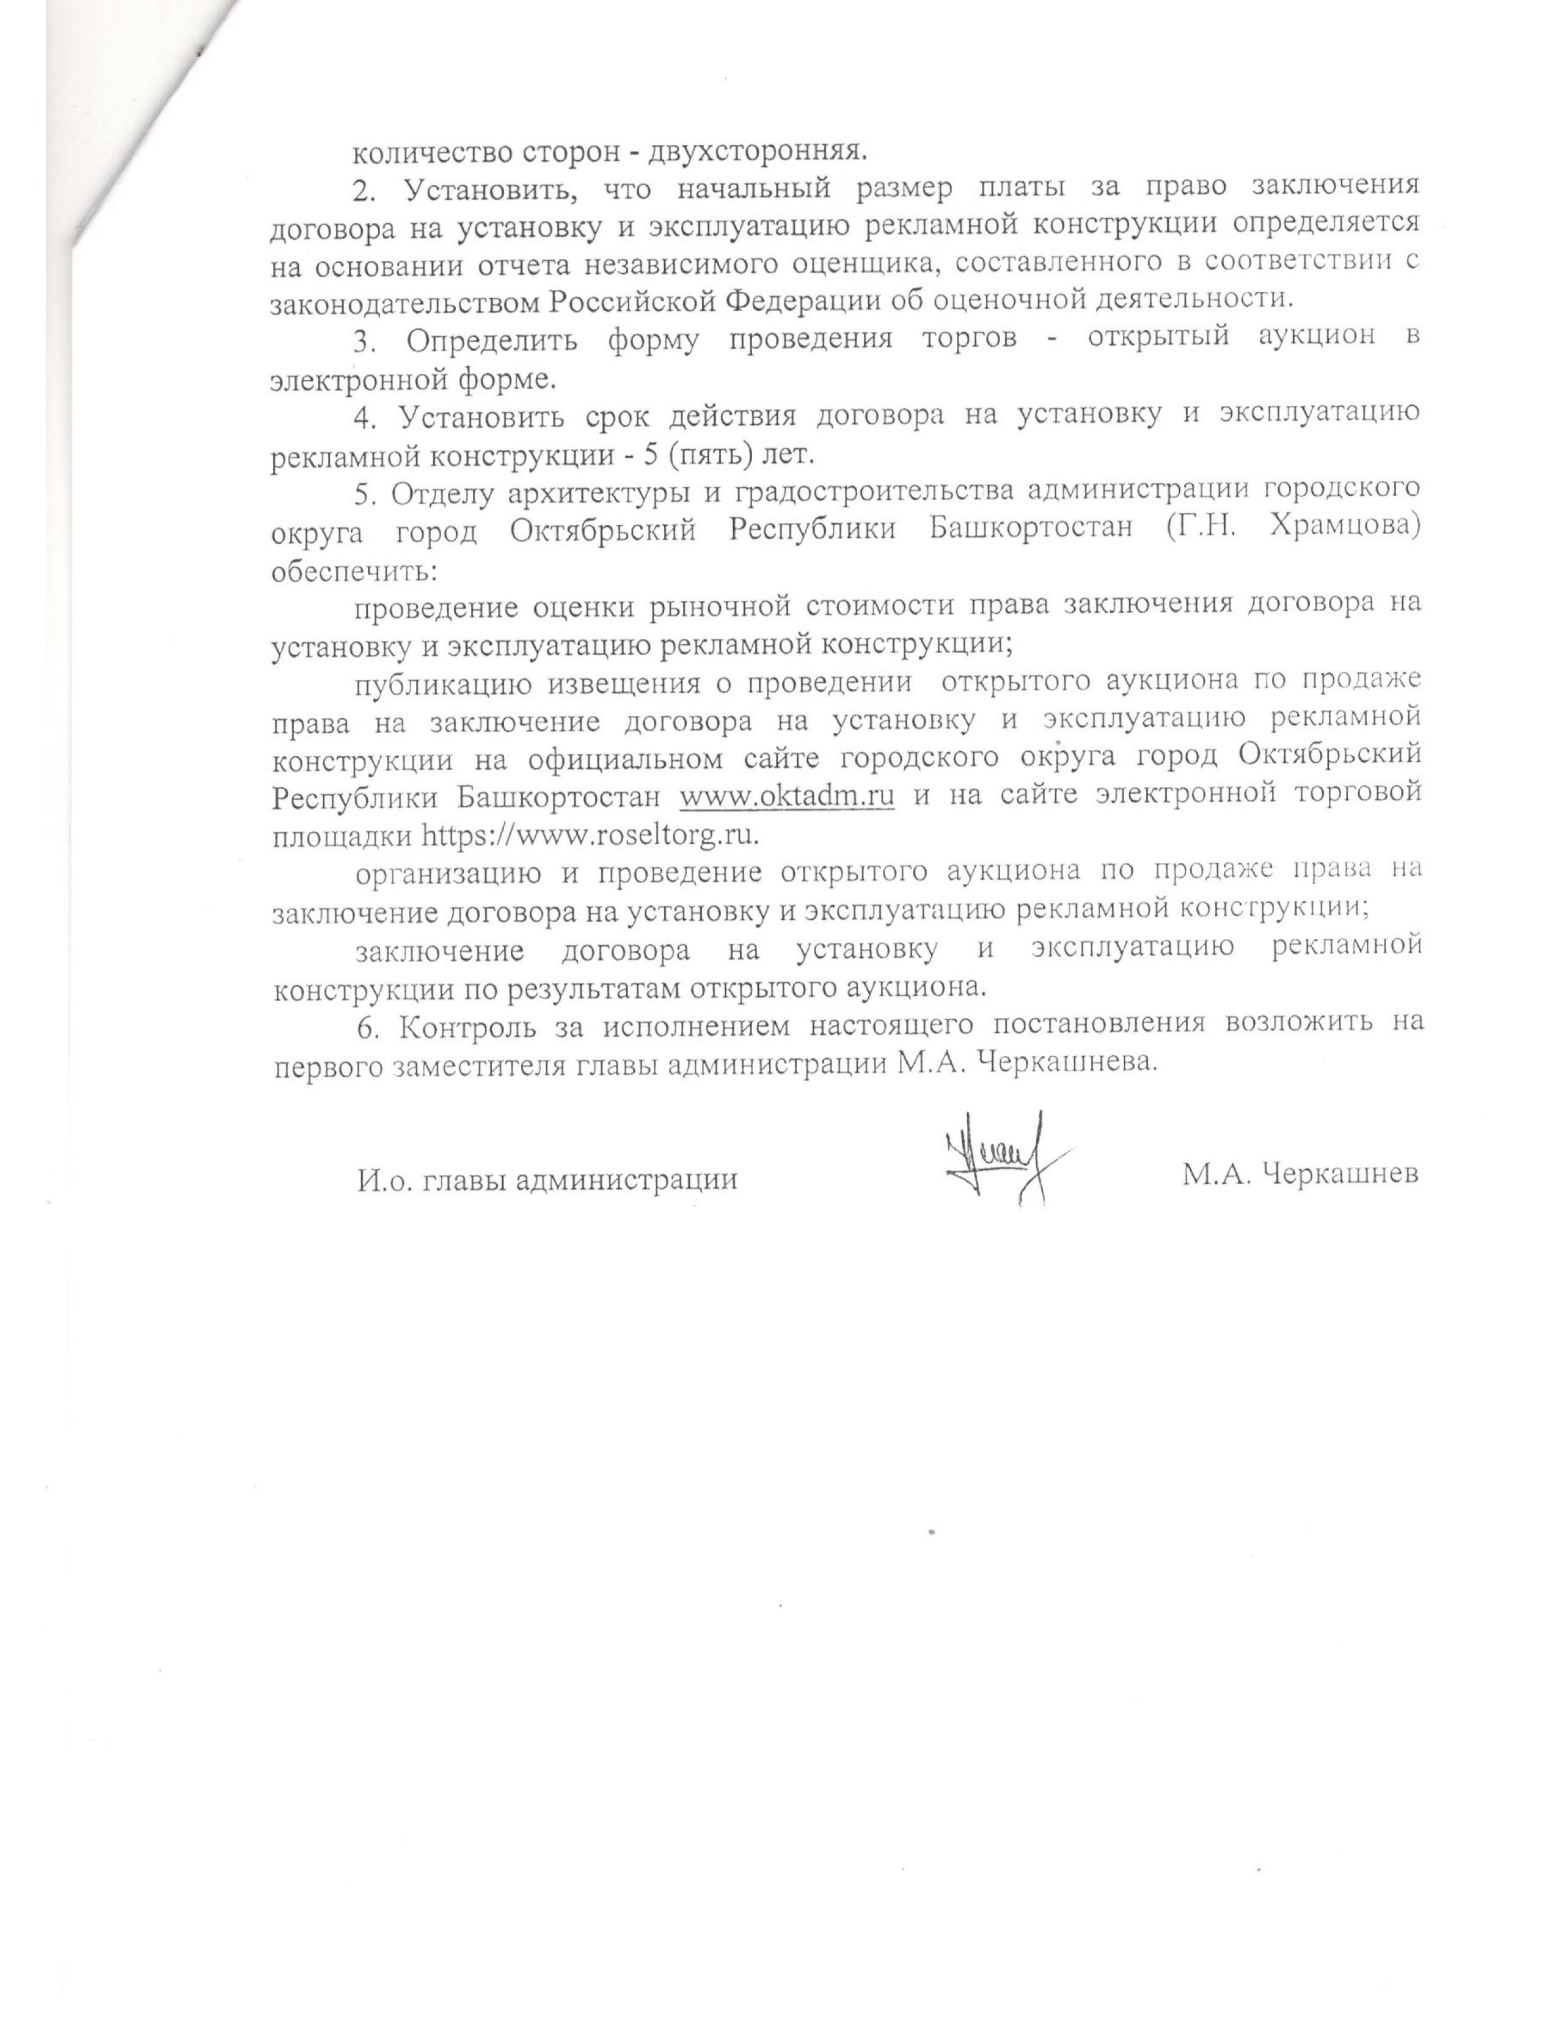 количество сторон - двухсторонняя.
2. Установить, что начальный размер платы за право заключения
договора на установку и эксплуатацию рекламной конструкции определяется
на основании отчета независимого оценщика, составленного в соответствии с
законодательством Российской Федерации об оценочной деятельности.
3. Определить форму проведения торгов - открытый аукцион в
электронной форме.
4. Установить срок действия договора на установку и эксплуатацию
рекламной конструкции - 5 (пять) лет.
5. Отделу архитектуры и градостроительства администрации городского
округа город Октябрьский Республики Башкортостан (Г.Н. Храмцова)
обеспечить:
проведение оценки рыночной стоимости права заключения договора на
установку и эксплуатацию рекламной конструкции;
публикацию извещения о проведении открытого аукциона по продаже
права на заключение договора на установку и эксплуатацию рекламной
конструкции на официальном сайте городского округа город Октябрьский
Республики Башкортостан www.oktadm.ru и на сайте электронной торговой
площадки https://www.roseltorg.ru.
организацию и проведение открытого аукциона по продаже права на
заключение договора на установку и эксплуатацию рекламной конструкции;
заключение договора на установку и эксплуатацию рекламной
конструкции по результатам открытого аукциона.
6. Контроль за исполнением настоящего постановления возложить на
первого заместителя главы администрации М.А. Черкашнева.
И.о. главы администрации М.А. Черкашнев